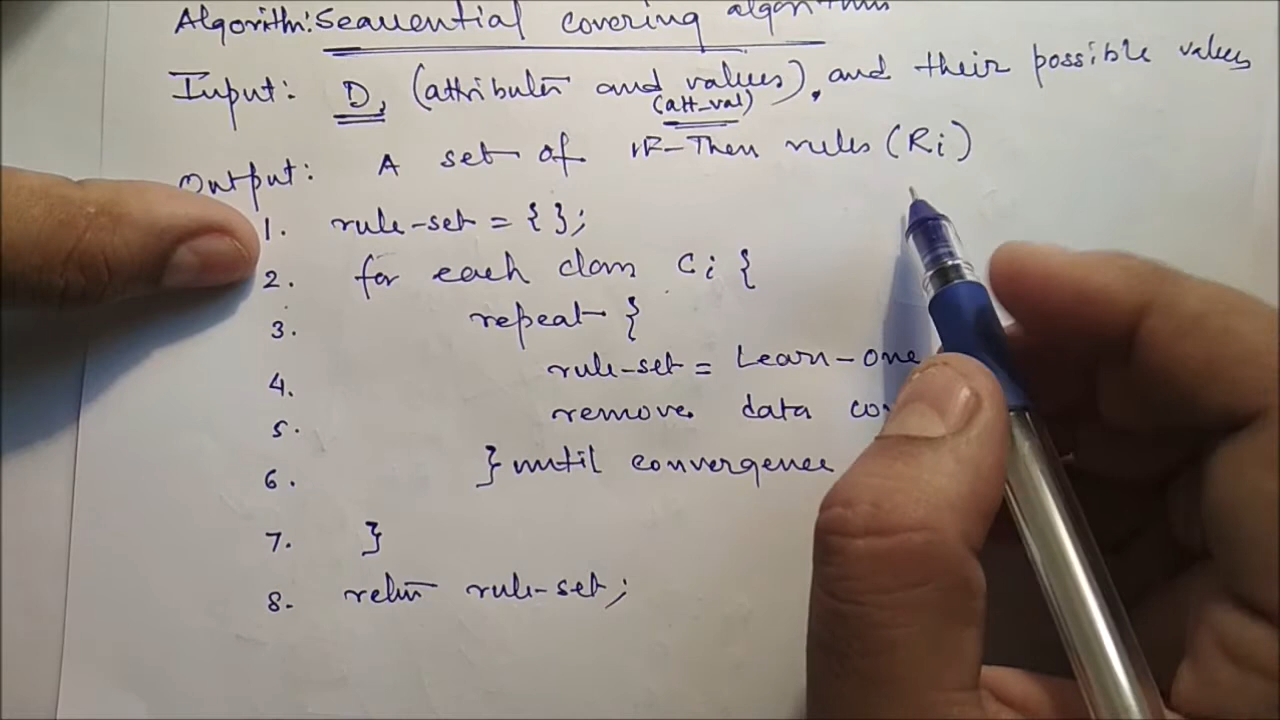 Algorithm: Sequential covering algorithm
Input: D, (attributes and values), and their possible values
(att_val)
Output: A set of IF-Then rules (Ri)
1. rule-set = { };
2. for each class Ci {
3. repeat {
4. rule-set = Learn-one
5. remove data
6. } until convergence
7. }
8. return rule-set;